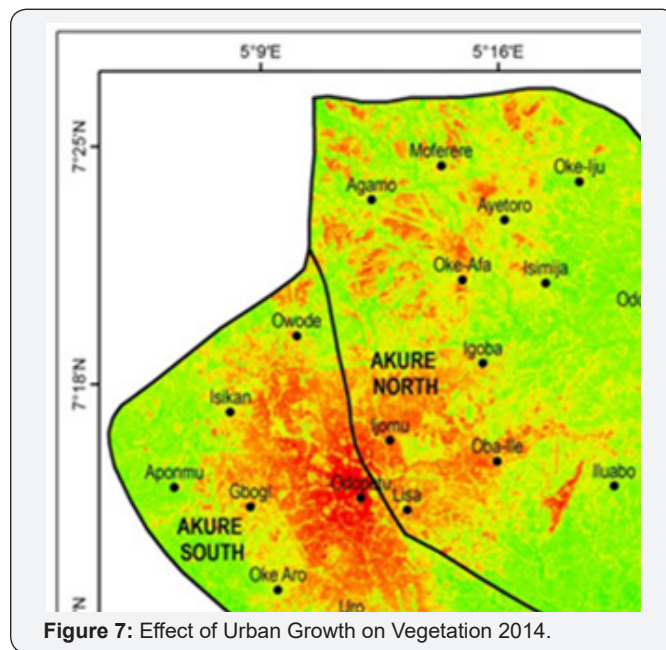 5°9'E 5°16'E
7°25'N
Moferere
Oke-Iju
Agamo
Ayetoro
Oke-Afa
Isimija
Owode
Igoba
7°18'N
AKURE
NORTH
Isikan
Ijomu
Oba-Ile
Aponmu
Iluabo
Gbogi
Lisa
AKURE
SOUTH
Oke Aro
Uro
Figure 7: Effect of Urban Growth on Vegetation 2014.